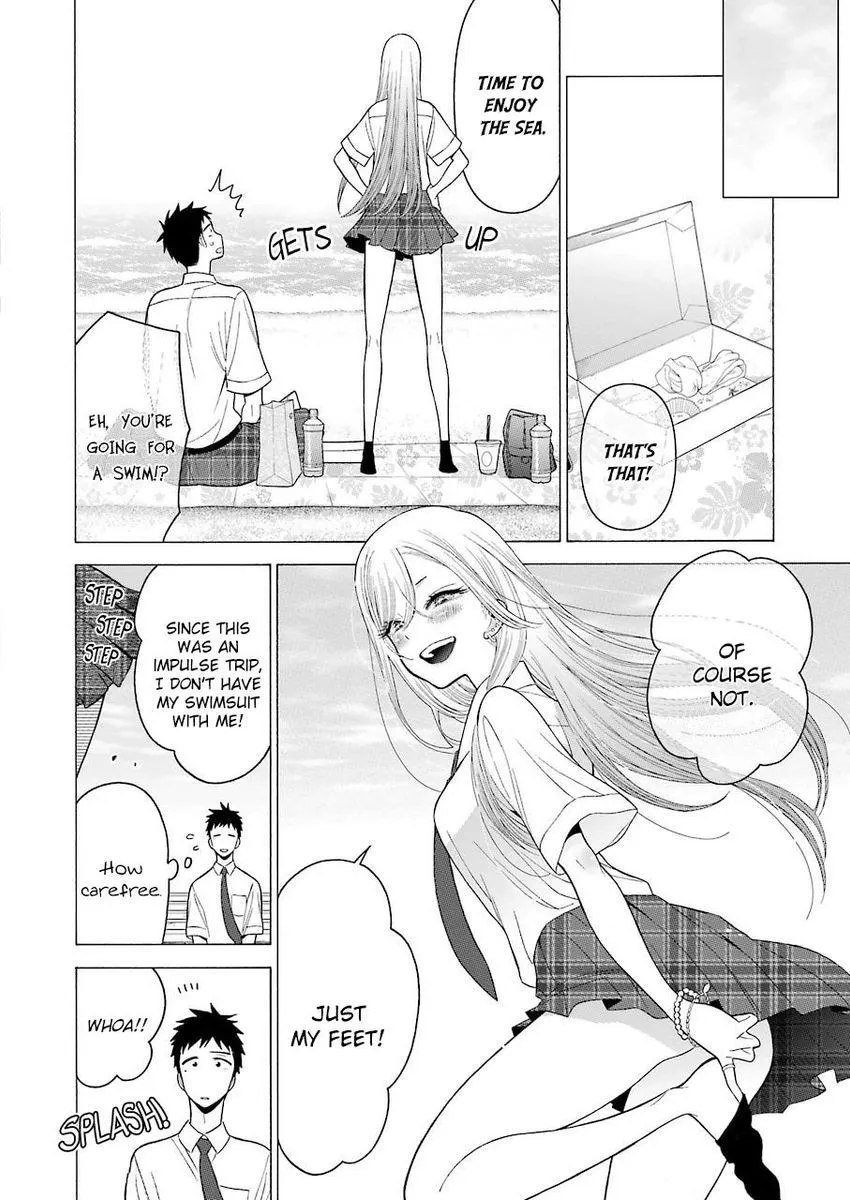 THAT'S
THAT!
TIME TO
ENJOY
THE SEA.
GETS UP
EH, YOU'RE
GOING FOR
A SWIM!?
OF
COURSE
NOT.
JUST
MY FEET!
SINCE THIS
WAS AN
IMPULSE TRIP,
I DON'T HAVE
MY SWIMSUIT
WITH ME!
STEP
STEP
STEP
How
carefree.
WHOA!!
SPLASH!